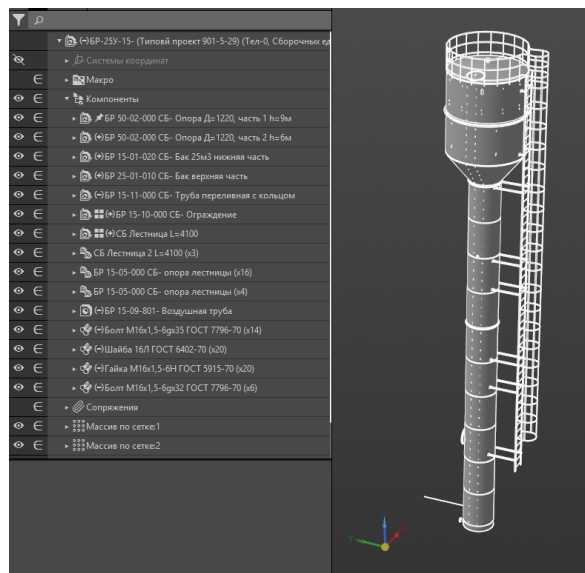 (-)БР-25У-15- (Типовй проект 901-5-29) (Тел-0, Сборочных ед
Системы координат
Макро
Компоненты
БР 50-02-000 СБ- Опора Д=1220, часть 1 h=9м
(+)БР 50-02-000 СБ- Опора Д=1220, часть 2 h=6м
(+)БР 15-01-020 СБ- Бак 25м3 нижняя часть
(+)БР 25-01-010 СБ- Бак верхняя часть
(-)БР 15-11-000 СБ- Труба переливная с кольцом
(+)БР 15-10-000 СБ- Ограждение
(+)СБ Лестница L=4100
СБ Лестница 2 L=4100 (x3)
БР 15-05-000 СБ- опора лестницы (x16)
БР 15-05-000 СБ- опора лестницы (x4)
БР 15-09-801- Воздушная труба
(-)Болт М16х1,5-6gx35 ГОСТ 7796-70 (x14)
(-)Шайба 16Л ГОСТ 6402-70 (x20)
(-)Гайка М16х1,5-6Н ГОСТ 5915-70 (x20)
(-)Болт М16х1,5-6gx32 ГОСТ 7796-70 (x6)
Сопряжения
Массив по сетке:1
Массив по сетке:2